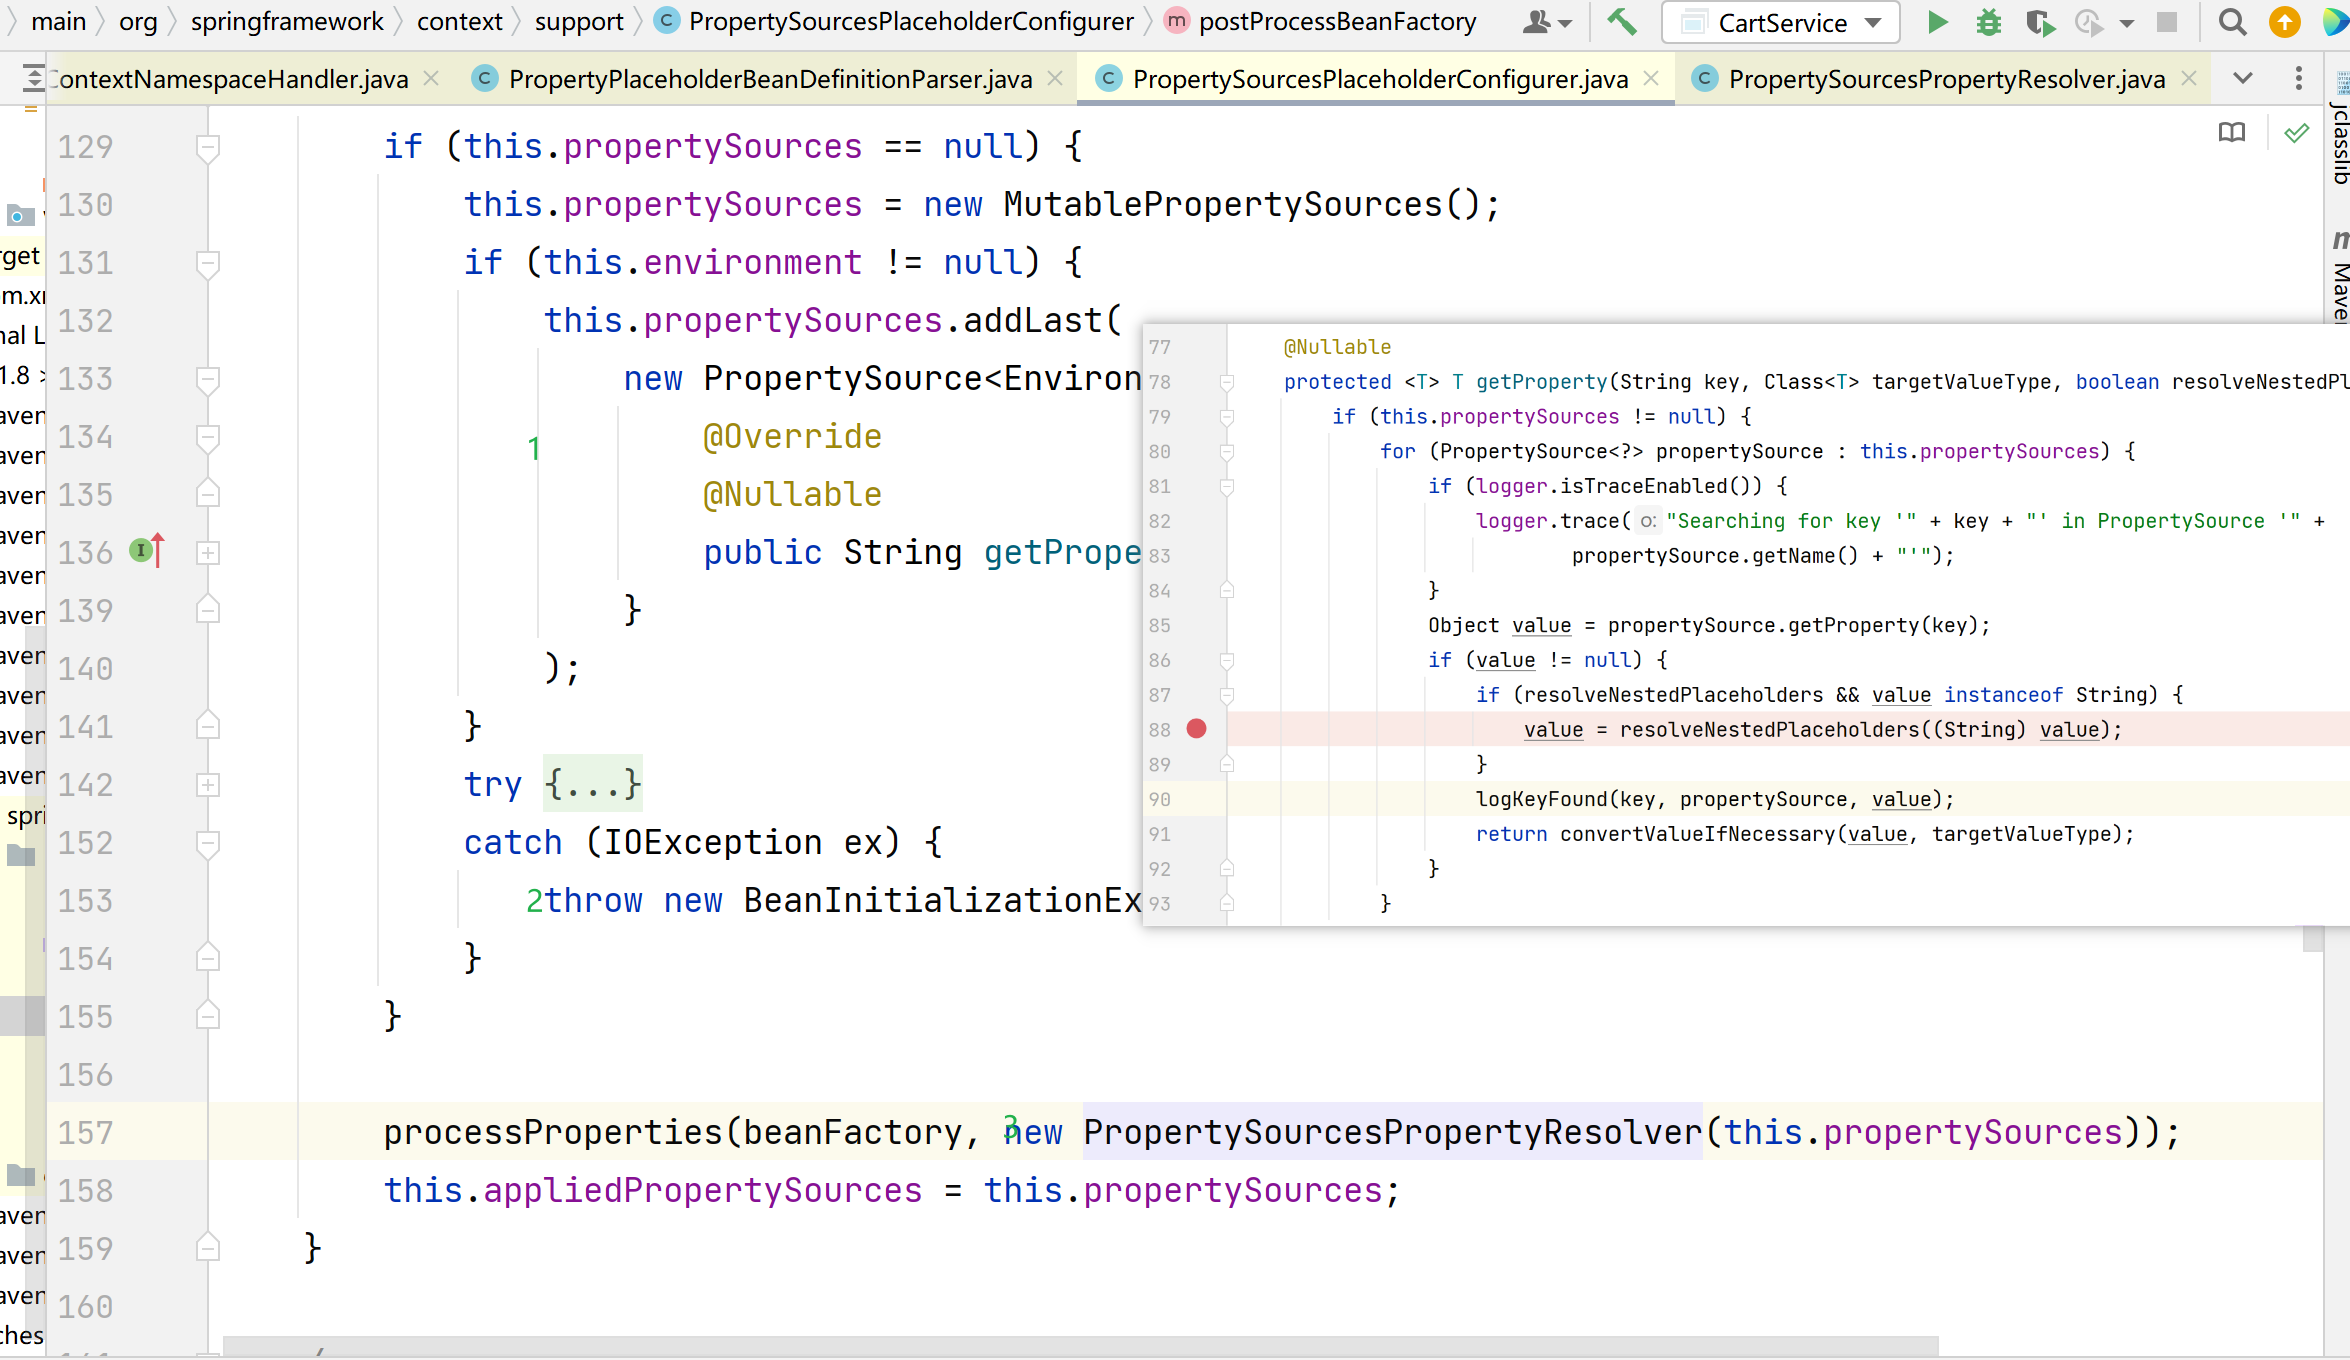 main org springframework context support PropertySourcesPlaceholderConfigurer postProcessBeanFactory CartService
ontextNamespaceHandler.java PropertyPlaceholderBeanDefinitionParser.java PropertySourcesPlaceholderConfigurer.java PropertySourcesPropertyResolver.java
129 if (this.propertySources == null) {
130 this.propertySources = new MutablePropertySources();
131 if (this.environment != null) {
132 this.propertySources.addLast(
133 new PropertySource<Environ
134 @Override
1
135 @Nullable
136 public String getPrope
139 }
140 );
141 }
142 try {...}
152 catch (IOException ex) {
153 2 throw new BeanInitializationEx
154 }
155 }
156
157 processProperties(beanFactory, 3 new PropertySourcesPropertyResolver(this.propertySources));
158 this.appliedPropertySources = this.propertySources;
159 }
160
77 @Nullable
78 protected <T> T getProperty(String key, Class<T> targetValueType, boolean resolveNestedPl
79 if (this.propertySources != null) {
80 for (PropertySource<?> propertySource : this.propertySources) {
81 if (logger.isTraceEnabled()) {
82 logger.trace( o: "Searching for key '" + key + "' in PropertySource '" +
83 propertySource.getName() + "'");
84 }
85 Object value = propertySource.getProperty(key);
86 if (value != null) {
87 if (resolveNestedPlaceholders && value instanceof String) {
88 value = resolveNestedPlaceholders((String) value);
89 }
90 logKeyFound(key, propertySource, value);
91 return convertValueIfNecessary(value, targetValueType);
92 }
93 }
rget
m.xm
nal L
1.8 >
aven
aven
aven
aven
aven
aven
aven
aven
aven
aven
spri
aven
aven
aven
ches
jclasslib
m Maven